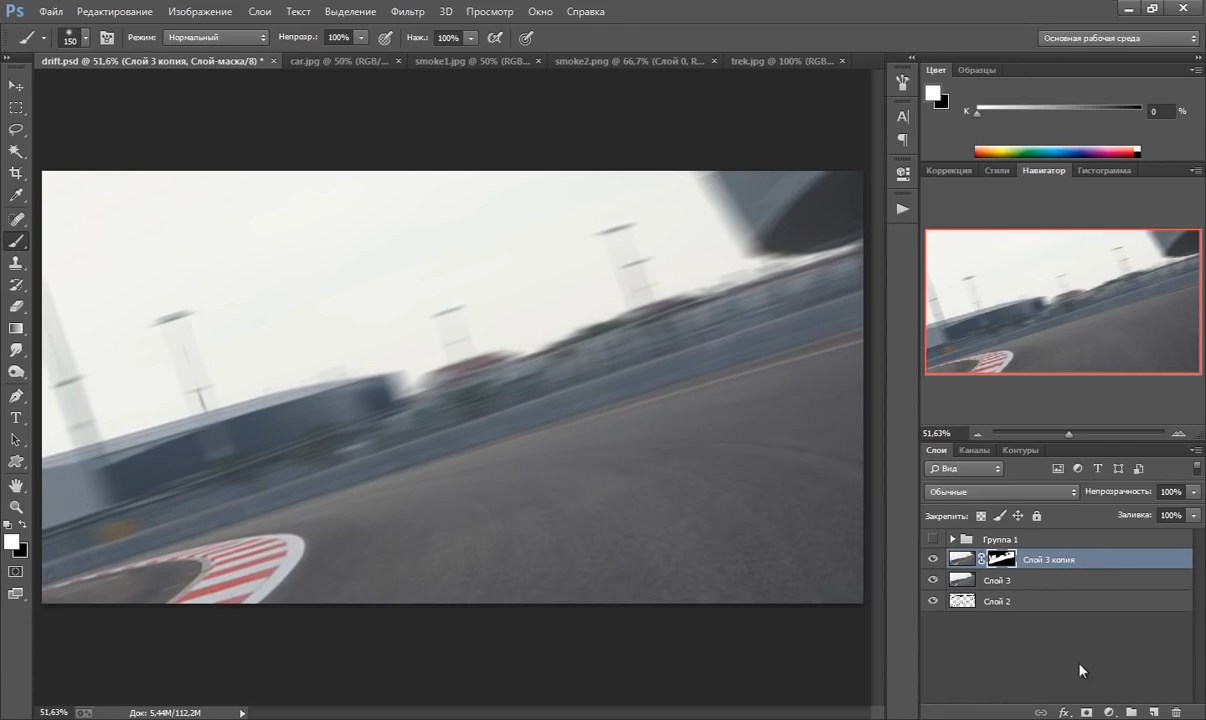 Ps Файл Редактирование Изображение Слои Текст Выделение Фильтр 3D Просмотр Окно Справка
150 Режим: Нормальный Непрозр.: 100% Наж.: 100% Основная рабочая среда
drift.psd @ 51,6% (Слой 3 копия, Слой-маска/8) * × car.jpg @ 50% (RGB/... × smoke1.jpg @ 50% (RGB... × smoke2.png @ 66,7% (Слой 0, R... × trek.jpg @ 100% (RGB... ×
Цвет Образцы
K 0 %
Коррекция Стили Навигатор Гистограмма
51,63%
Слои Каналы Контуры
Вид
Обычные Непрозрачность: 100%
Закрепить: Заливка: 100%
Группа 1
Слой 3 копия
Слой 3
Слой 2
51,63% Док: 5,44M/112,2M
fx